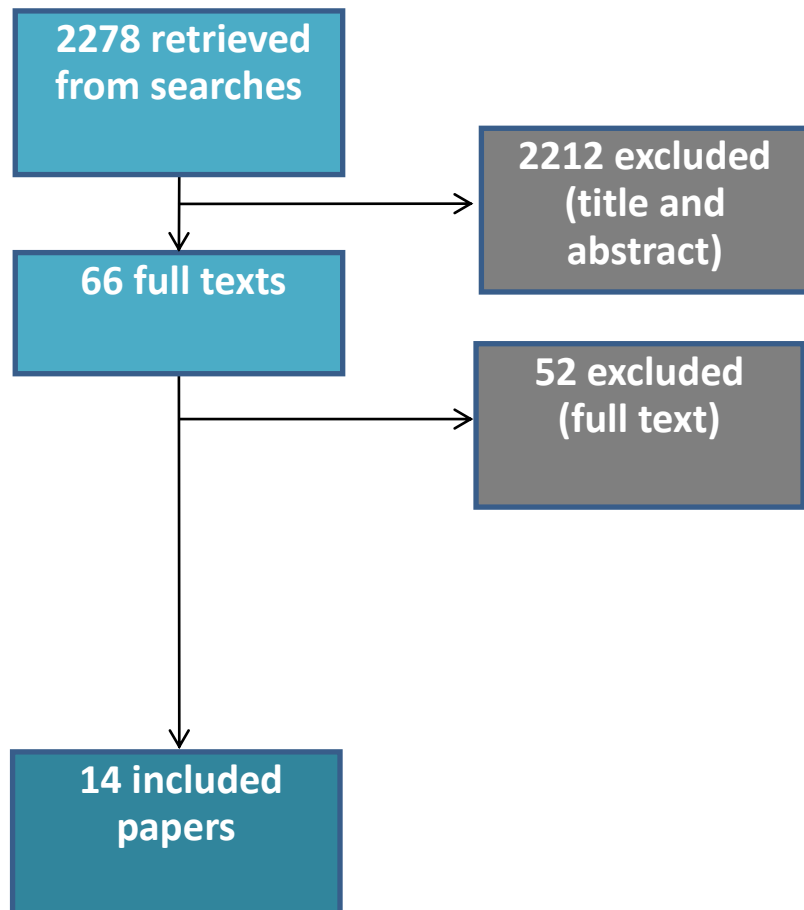 2278 retrieved
from searches
2212 excluded
(title and
abstract)
66 full texts
52 excluded
(full text)
14 included
papers